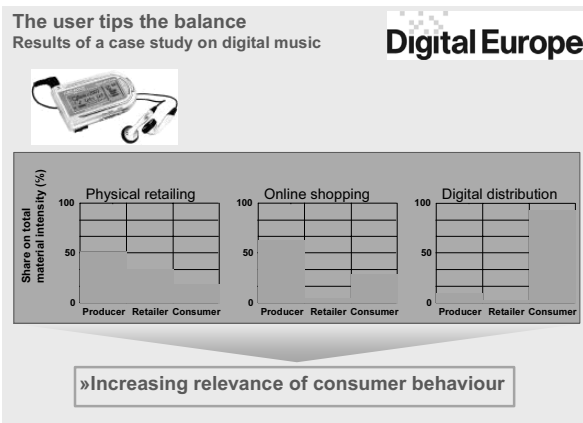 The user tips the balance
Results of a case study on digital music
Digital Europe
Share on total
material intensity (%)
Physical retailing
Online shopping
Digital distribution
100
50
0
Producer Retailer Consumer
100
50
0
Producer Retailer Consumer
100
50
0
Producer Retailer Consumer
»Increasing relevance of consumer behaviour